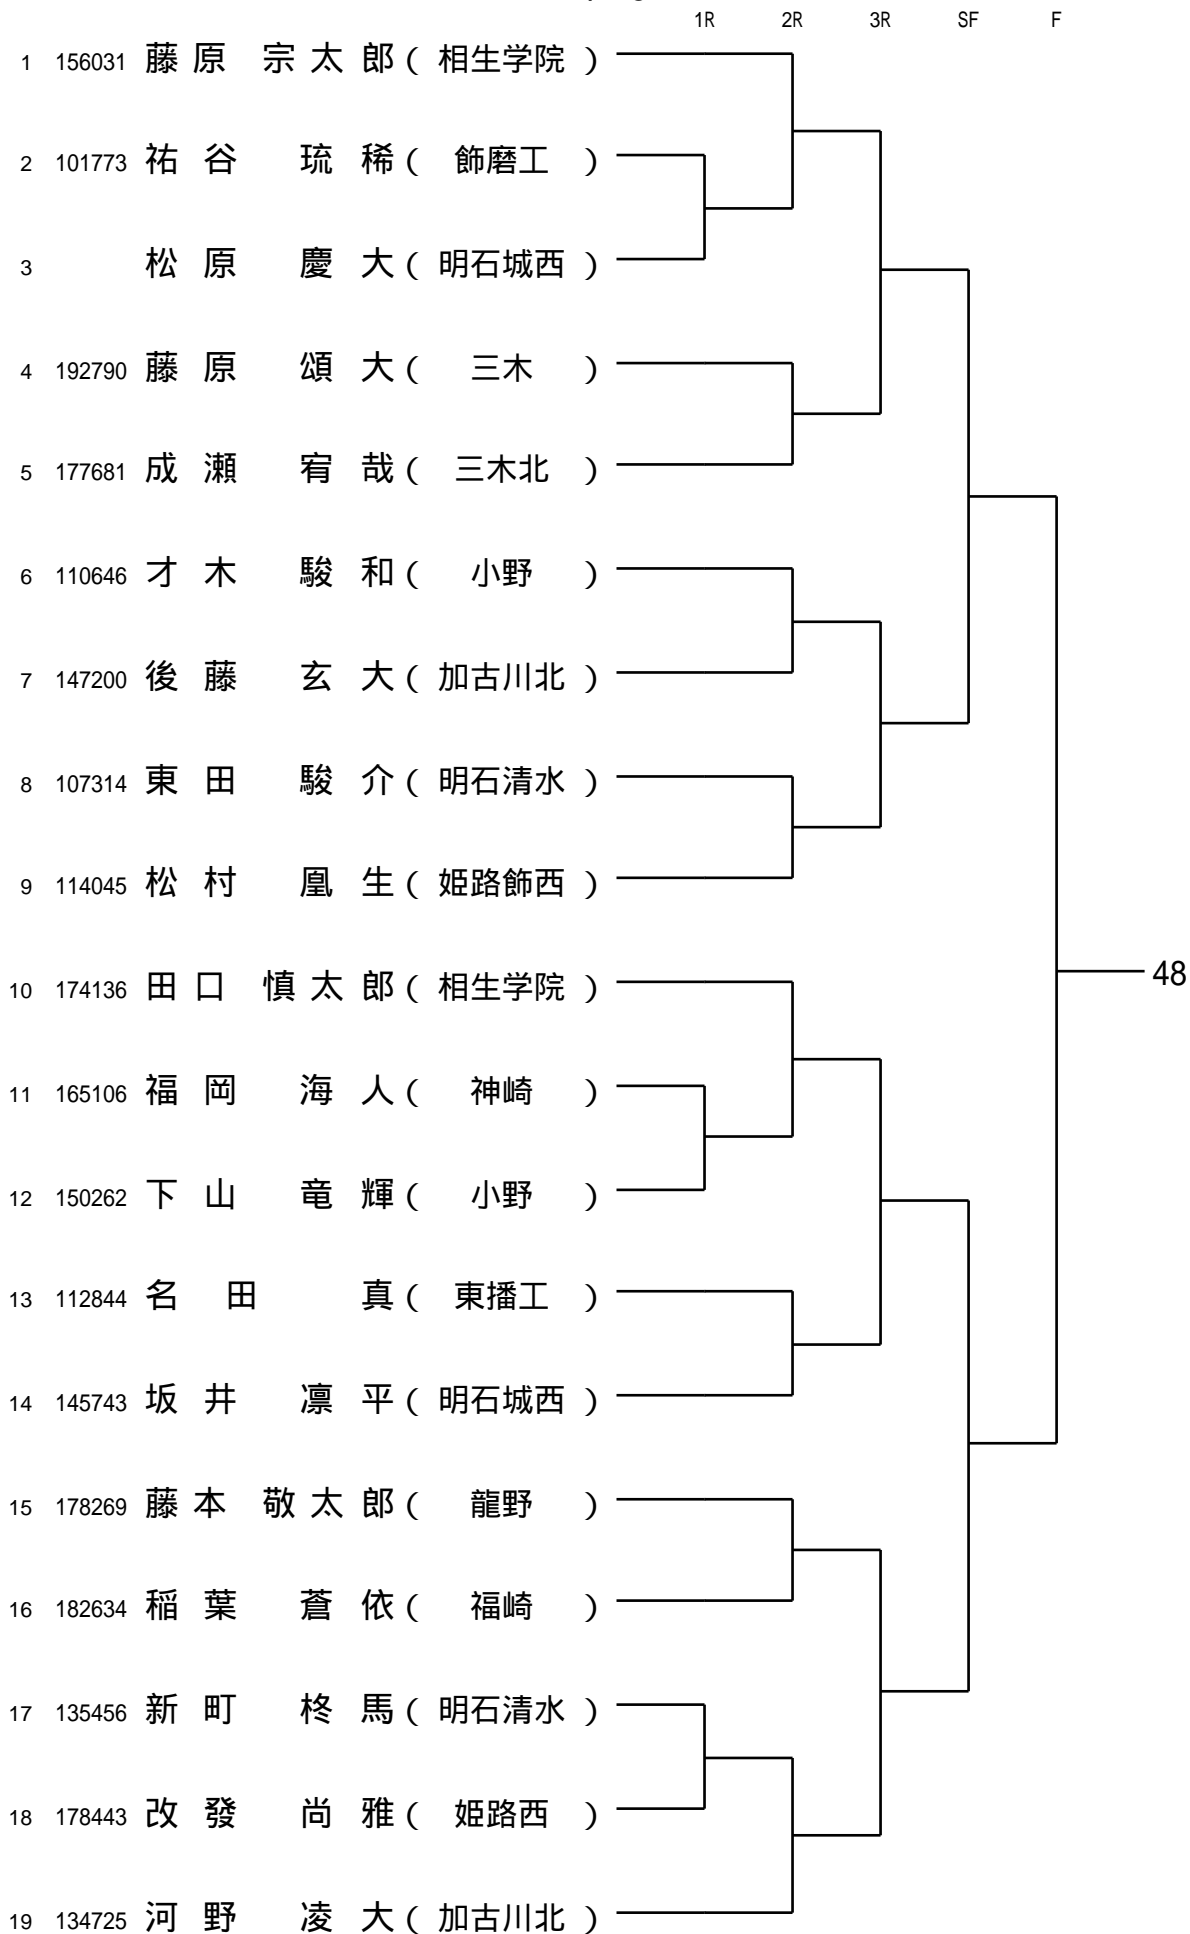 1R 2R 3R SF F
1 156031 藤原 宗太郎 ( 相生学院 )
2 101773 祐谷 琉稀 ( 飾磨工 )
3 松原 慶大 ( 明石城西 )
4 192790 藤原 頌大 ( 三木 )
5 177681 成瀬 宥哉 ( 三木北 )
6 110646 才木 駿和 ( 小野 )
7 147200 後藤 玄大 ( 加古川北 )
8 107314 東田 駿介 ( 明石清水 )
9 114045 松村 凰生 ( 姫路飾西 )
48
10 174136 田口 慎太郎 ( 相生学院 )
11 165106 福岡 海人 ( 神崎 )
12 150262 下山 竜輝 ( 小野 )
13 112844 名田 真 ( 東播工 )
14 145743 坂井 凛平 ( 明石城西 )
15 178269 藤本 敬太郎 ( 龍野 )
16 182634 稲葉 蒼依 ( 福崎 )
17 135456 新町 柊馬 ( 明石清水 )
18 178443 改發 尚雅 ( 姫路西 )
19 134725 河野 凌大 ( 加古川北 )